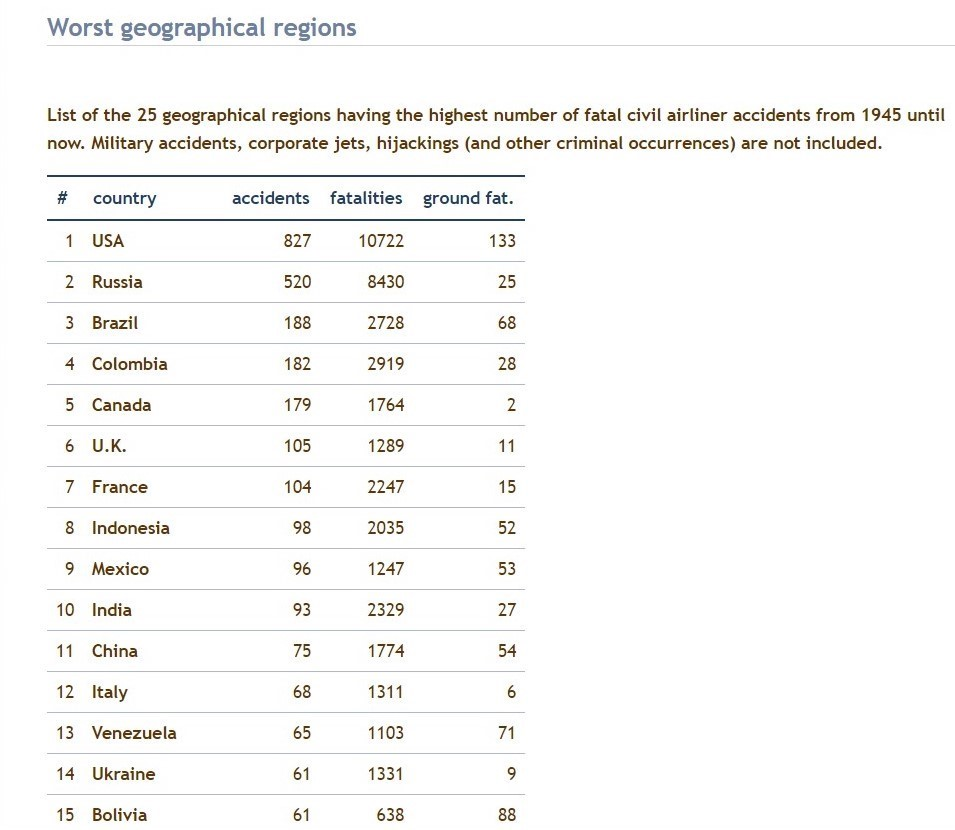 Worst geographical regions
List of the 25 geographical regions having the highest number of fatal civil airliner accidents from 1945 until
now. Military accidents, corporate jets, hijackings (and other criminal occurrences) are not included.
# country accidents fatalities ground fat.
1 USA 827 10722 133
2 Russia 520 8430 25
3 Brazil 188 2728 68
4 Colombia 182 2919 28
5 Canada 179 1764 2
6 U.K. 105 1289 11
7 France 104 2247 15
8 Indonesia 98 2035 52
9 Mexico 96 1247 53
10 India 93 2329 27
11 China 75 1774 54
12 Italy 68 1311 6
13 Venezuela 65 1103 71
14 Ukraine 61 1331 9
15 Bolivia 61 638 88